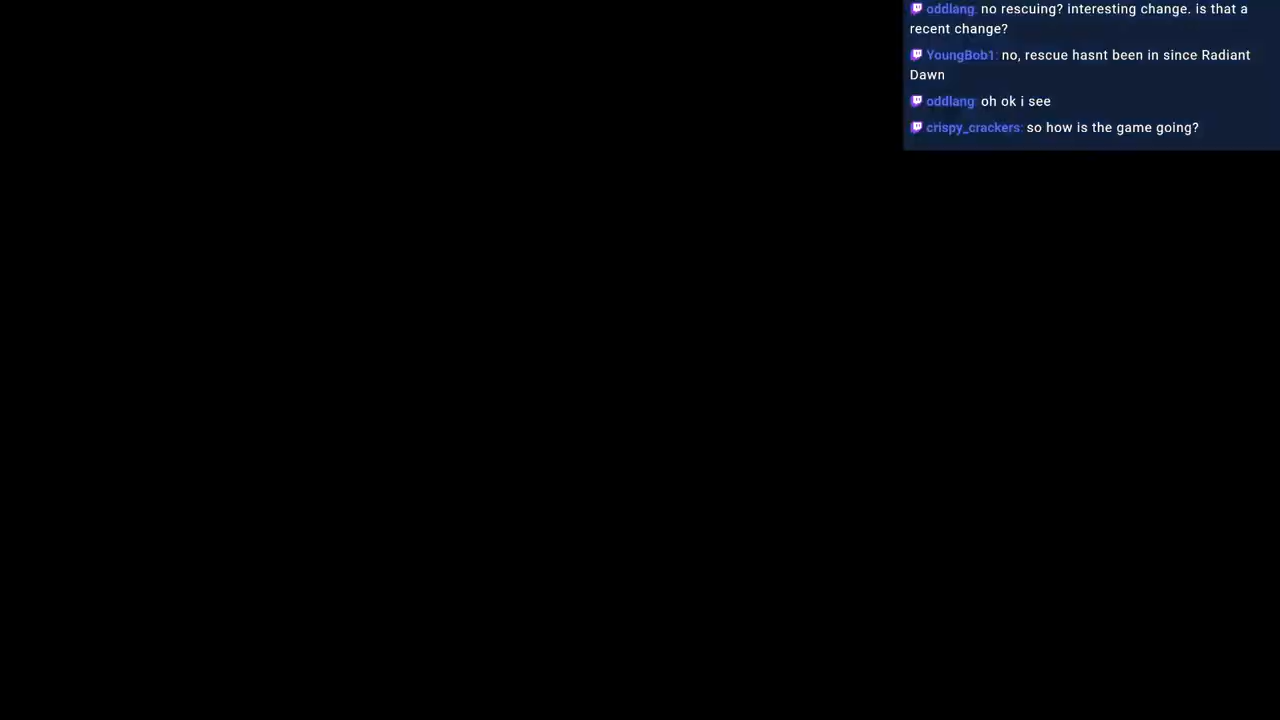 oddlang: no rescuing? interesting change. is that a
recent change?
YoungBob1: no, rescue hasnt been in since Radiant
Dawn
oddlang: oh ok i see
crispy_crackers: so how is the game going?